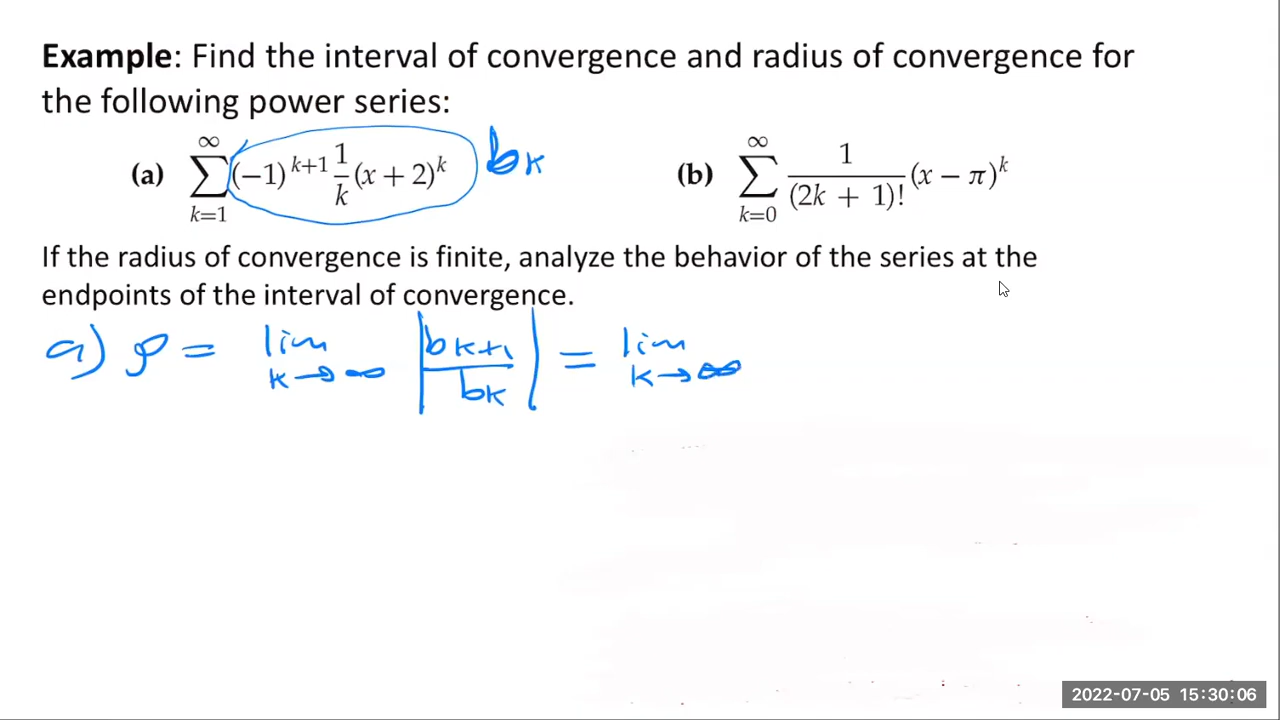 Example: Find the interval of convergence and radius of convergence for
the following power series:
(a) ∑_{k=1}^{∞} (−1)^{k+1} \frac{1}{k} (x + 2)^k b_k (b) ∑_{k=0}^{∞} \frac{1}{(2k + 1)!} (x − π)^k
If the radius of convergence is finite, analyze the behavior of the series at the
endpoints of the interval of convergence.
a) ρ = lim_{k→∞} |\frac{b_{k+1}}{b_k}| = lim_{k→∞}
2022-07-05 15:30:06